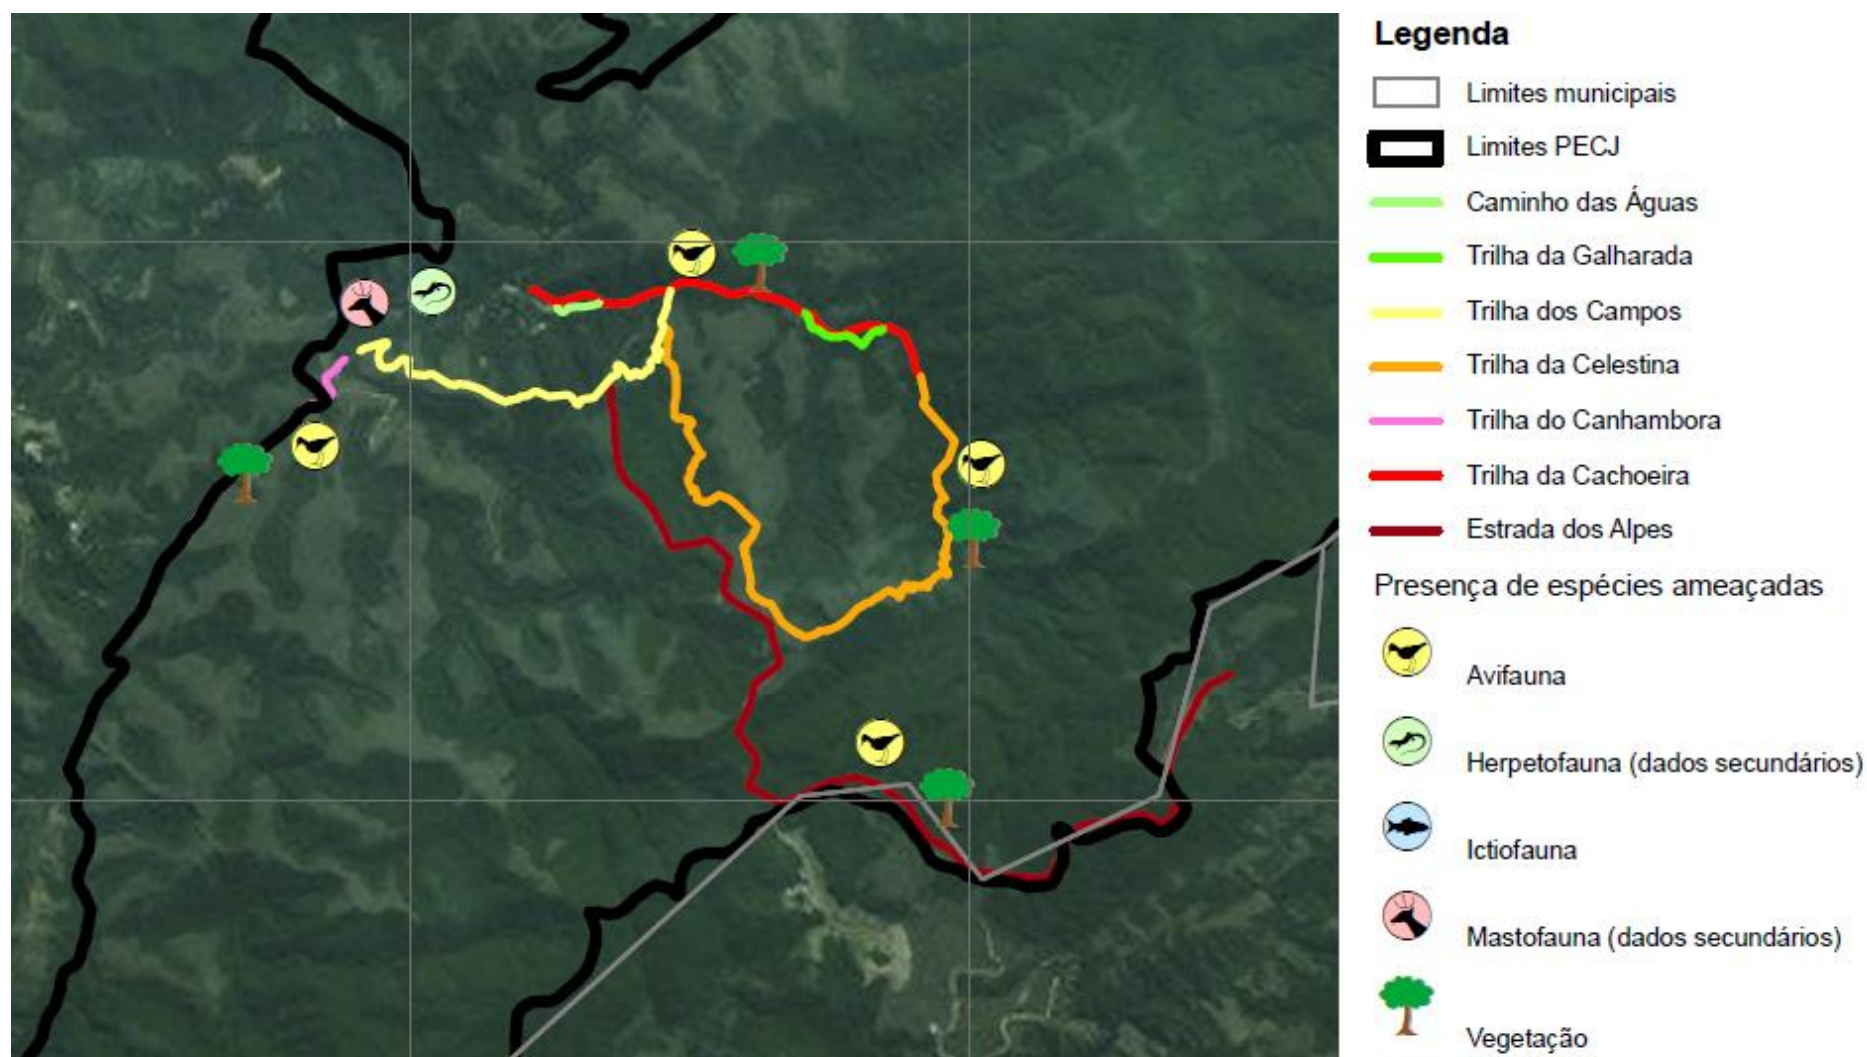 Legenda
Limites municipais
Limites PECJ
Caminho das Águas
Trilha da Galharada
Trilha dos Campos
Trilha da Celestina
Trilha do Canhambora
Trilha da Cachoeira
Estrada dos Alpes
Presença de espécies ameaçadas
Avifauna
Herpetofauna (dados secundários)
Ictiofauna
Mastofauna (dados secundários)
Vegetação